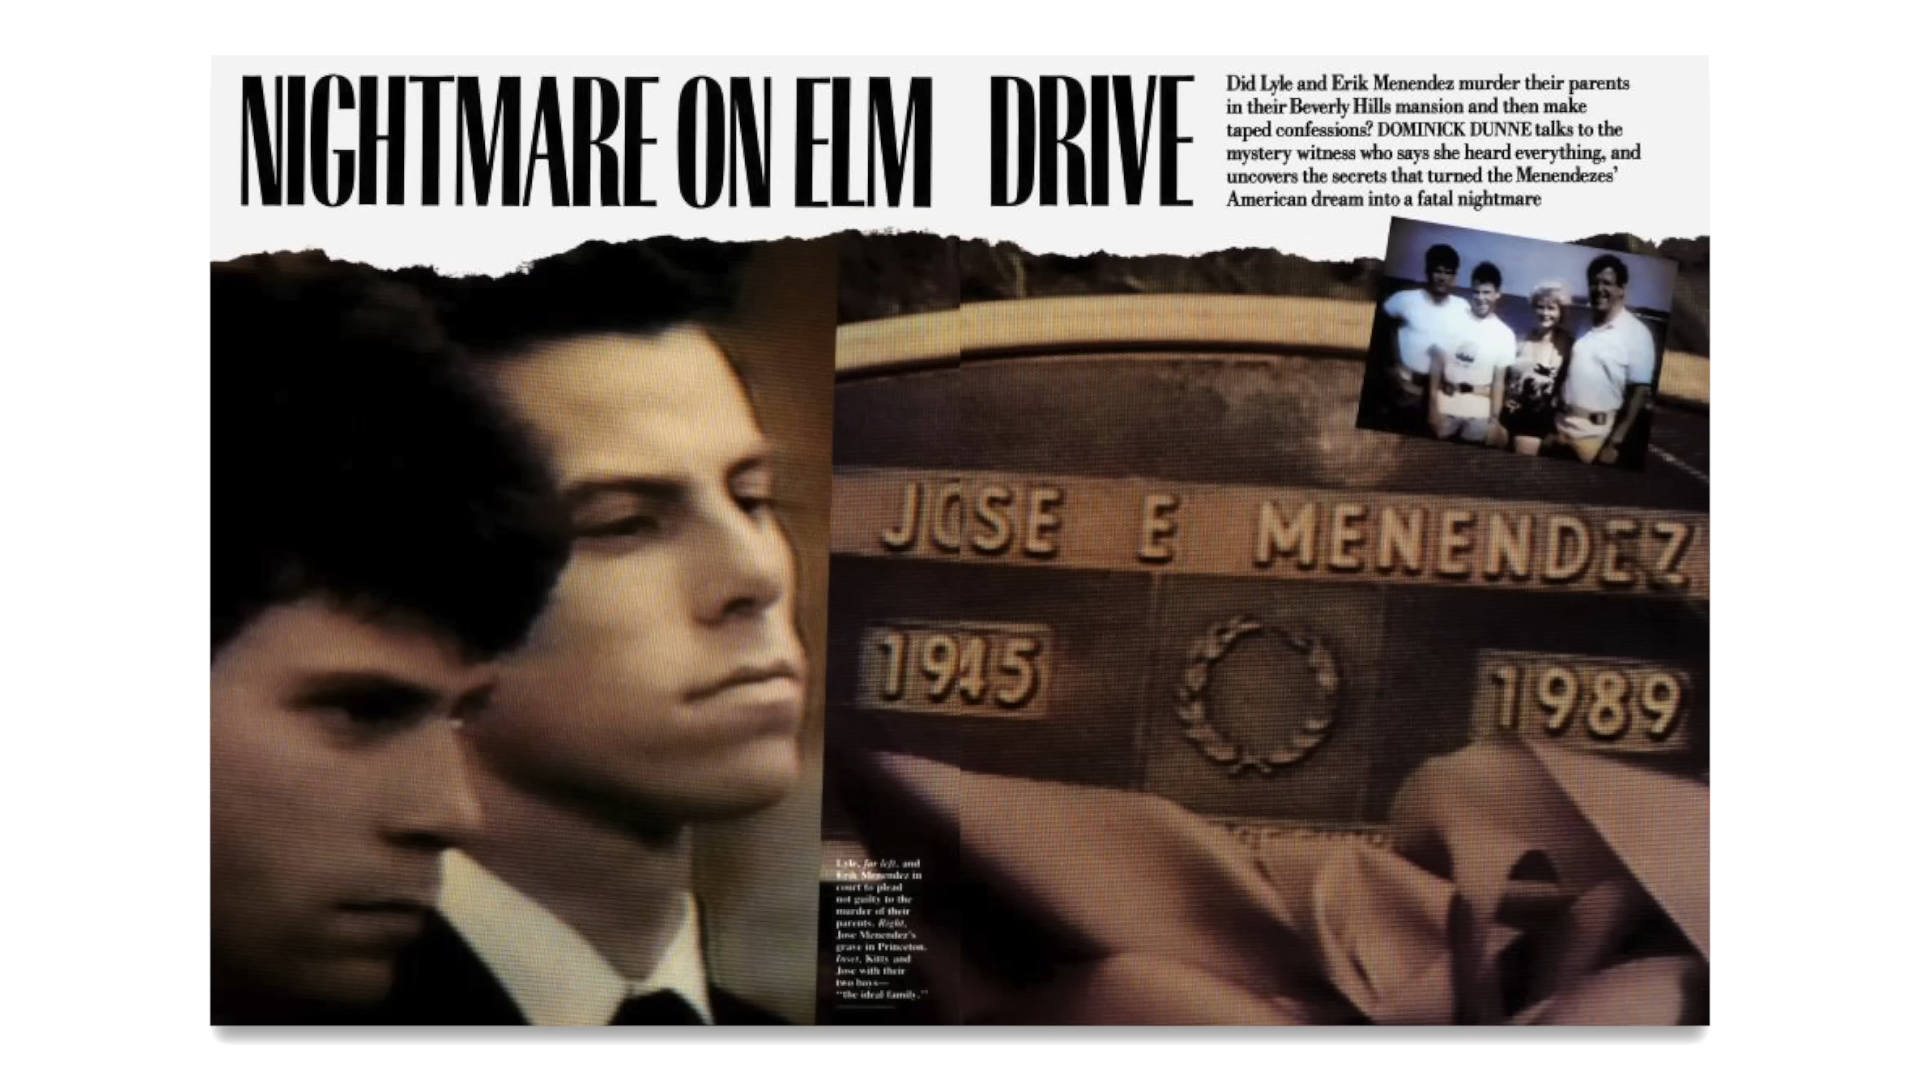 NIGHTMARE ON ELM DRIVE
Did Lyle and Erik Menendez murder their parents
in their Beverly Hills mansion and then make
taped confessions? DOMINICK DUNNE talks to the
mystery witness who says she heard everything, and
uncovers the secrets that turned the Menendezes'
American dream into a fatal nightmare
JOSE E MENENDEZ
1945
1989
Lyle, far left, and
Erik Menendez in
court to plead
not guilty to the
murder of their
parents. Right,
Jose Menendez's
grave in Princeton.
Inset, Kitty and
Jose with their
two boys—
"the ideal family."